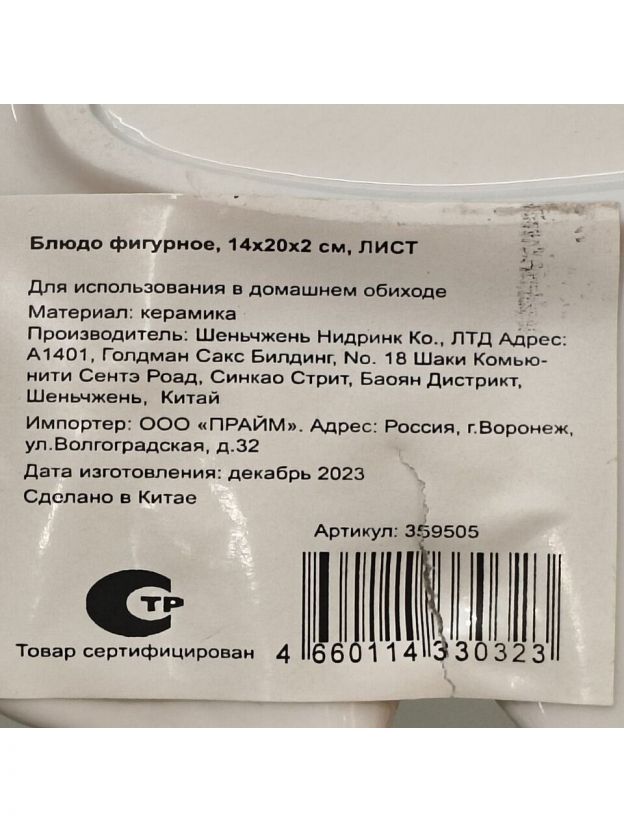 Блюдо фигурное, 14х20х2 см, ЛИСТ
Для использования в домашнем обиходе
Материал: керамика
Производитель: Шеньчжень Нидринк Ко., ЛТД Адрес:
А1401, Голдман Сакс Билдинг, No. 18 Шаки Комью-
нити Сентэ Роад, Синкао Стрит, Баоян Дистрикт,
Шеньчжень, Китай
Импортер: ООО «ПРАЙМ». Адрес: Россия, г.Воронеж,
ул.Волгоградская, д.32
Дата изготовления: декабрь 2023
Сделано в Китае
Артикул: 359505
СТР
Товар сертифицирован
4 660114 330323